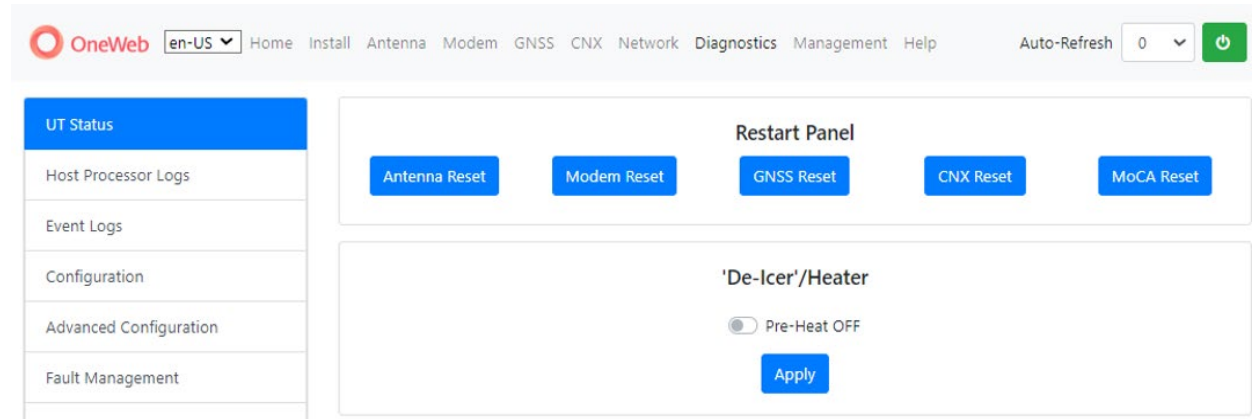 OneWeb en-US Home Install Antenna Modem GNSS CNX Network Diagnostics Management Help Auto-Refresh 0
UT Status
Host Processor Logs
Event Logs
Configuration
Advanced Configuration
Fault Management
Restart Panel
Antenna Reset Modem Reset GNSS Reset CNX Reset MoCA Reset
'De-Icer'/Heater
Pre-Heat OFF
Apply